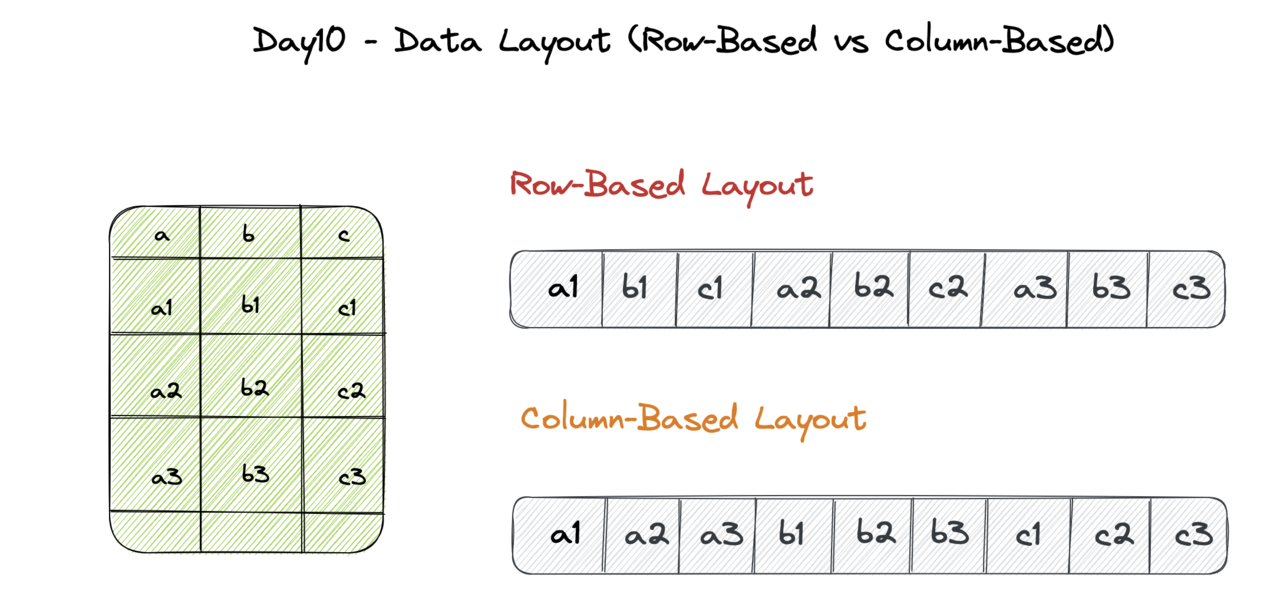 Day10 - Data Layout (Row-Based vs Column-Based)
a b c
a1 b1 c1
a2 b2 c2
a3 b3 c3
Row-Based Layout
a1 b1 c1 a2 b2 c2 a3 b3 c3
Column-Based Layout
a1 a2 a3 b1 b2 b3 c1 c2 c3